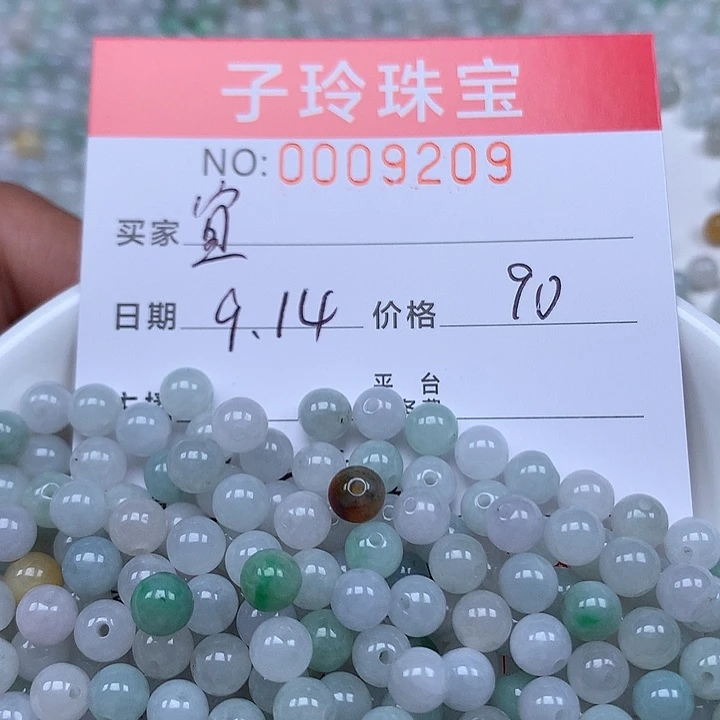 子玲珠宝
NO:0009209
买家 宜
日期 9.14 价格 90
平台